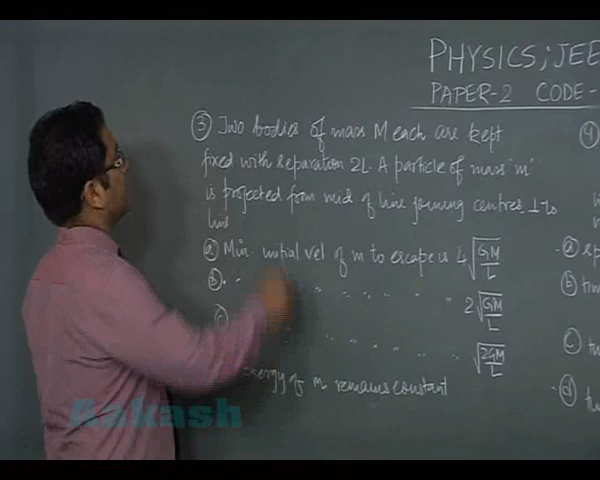 PHYSICS; JEE
PAPER-2 CODE-
③ Two bodies of mass M each are kept
fixed with separation 2L. A particle of mass 'm'
is projected from mid of line joining centres ⊥ to
line
ⓐ Min. initial vel of m to escape is 4√(GM/L)
ⓑ. " " " " " " " 2√(GM/L)
" " " " " √(2GM/L)
energy of m remains constant
④
ⓐ
ⓑ
ⓒ
ⓓ
Aakash